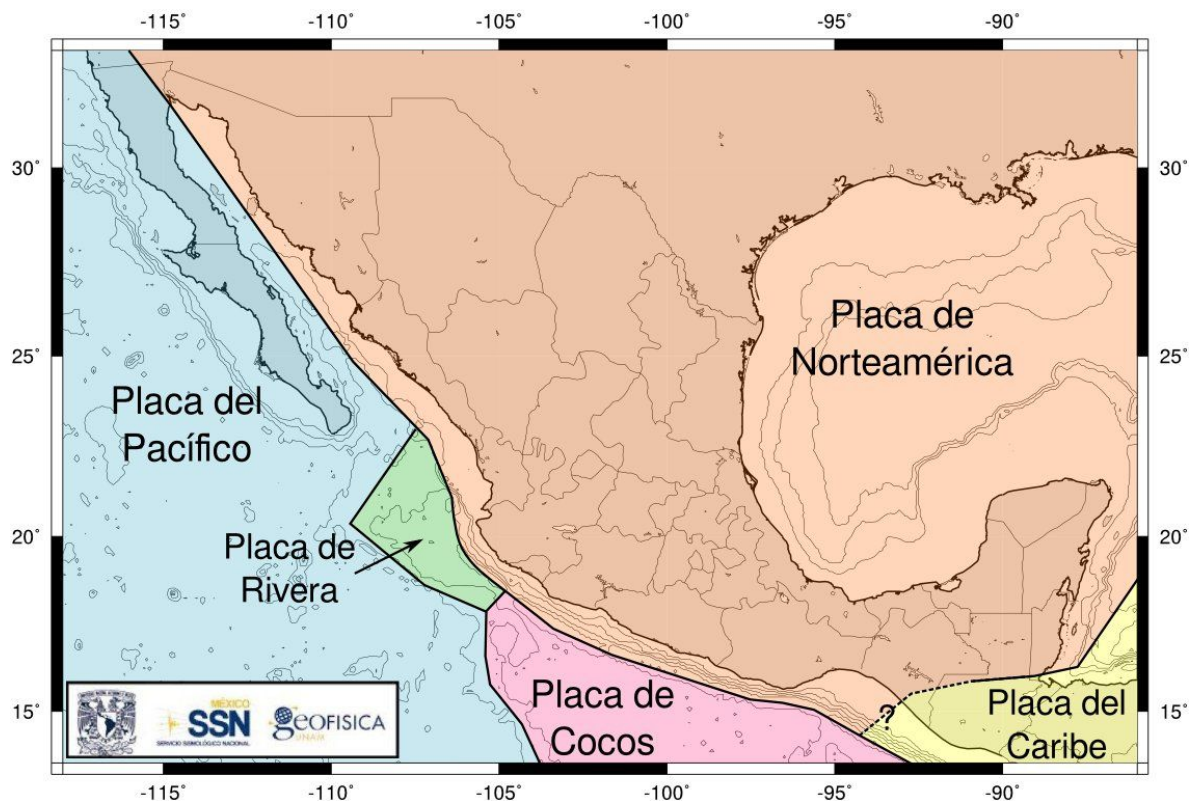 -115° -110° -105° -100° -95° -90°
30° 30°
Placa de
Norteamérica
25° 25°
Placa del
Pacífico
20° 20°
Placa de
Rivera
Placa de
Cocos
?
Placa del
Caribe
15° 15°
MÉXICO
SSN
SERVICIO SISMOLÓGICO NACIONAL
GEOFISICA
UNAM
-115° -110° -105° -100° -95° -90°